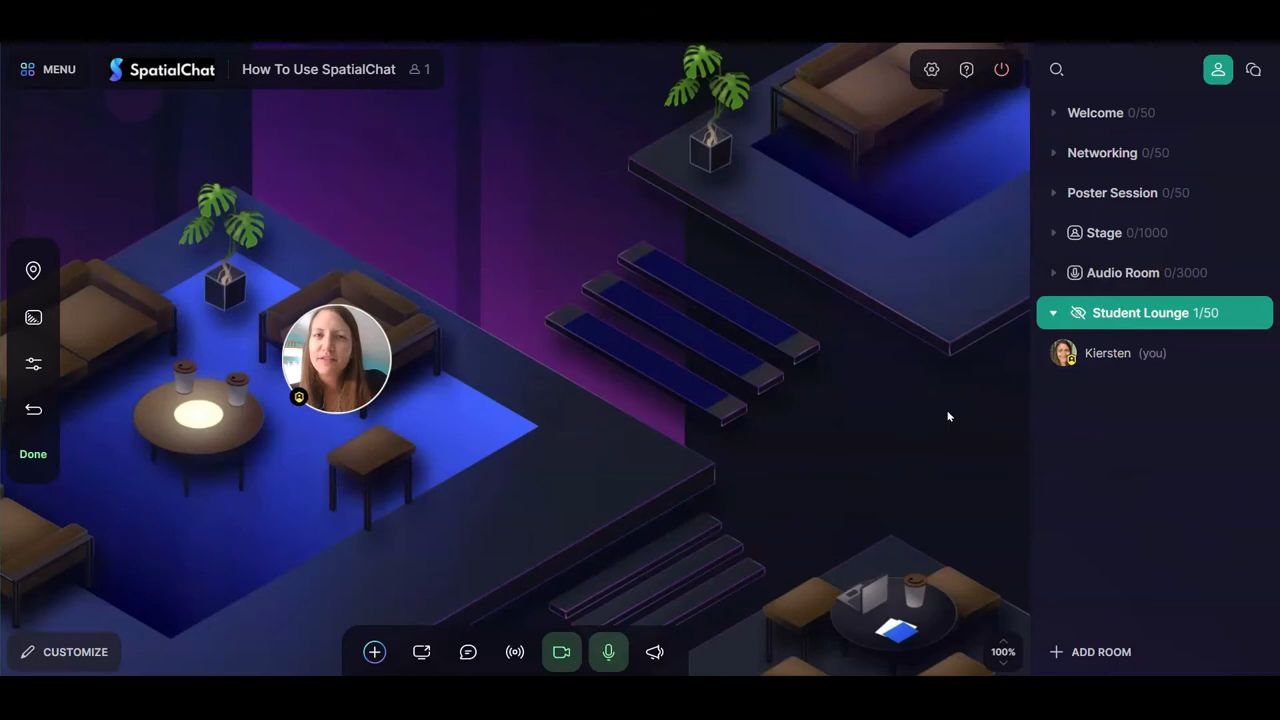 MENU
SpatialChat
How To Use SpatialChat
1
Welcome 0/50
Networking 0/50
Poster Session 0/50
Stage 0/1000
Audio Room 0/3000
Student Lounge 1/50
Kiersten (you)
Done
CUSTOMIZE
100%
ADD ROOM